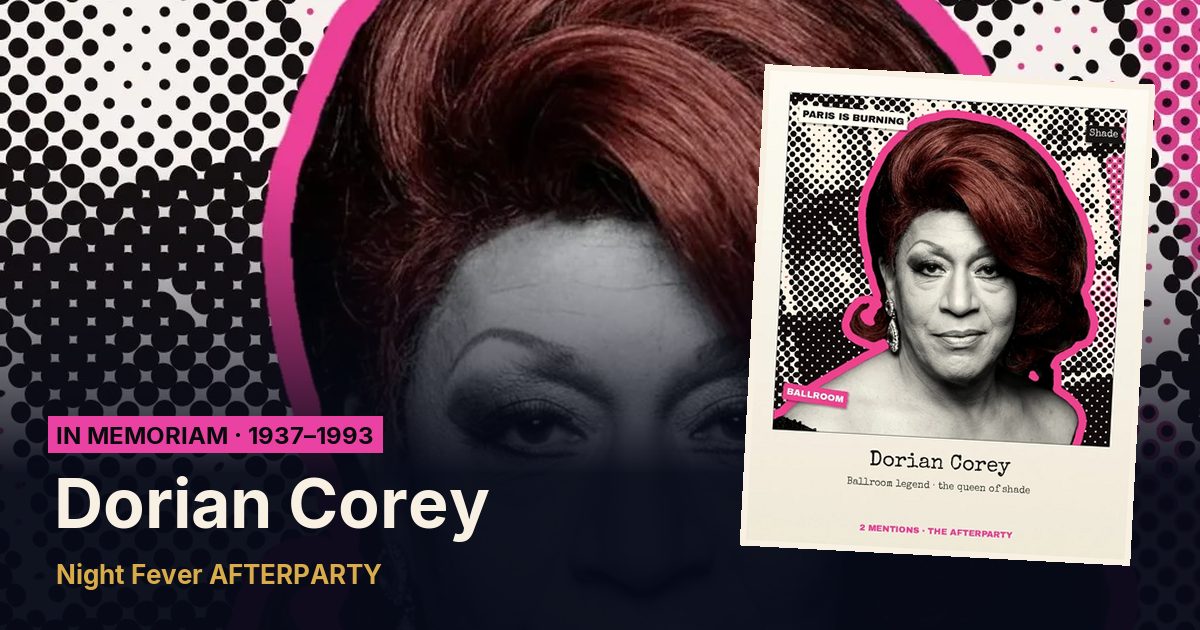 IN MEMORIAM · 1937–1993
Dorian Corey
Night Fever AFTERPARTY
PARIS IS BURNING
Shade
BALLROOM
Dorian Corey
Ballroom legend · the queen of shade
2 MENTIONS · THE AFTERPARTY